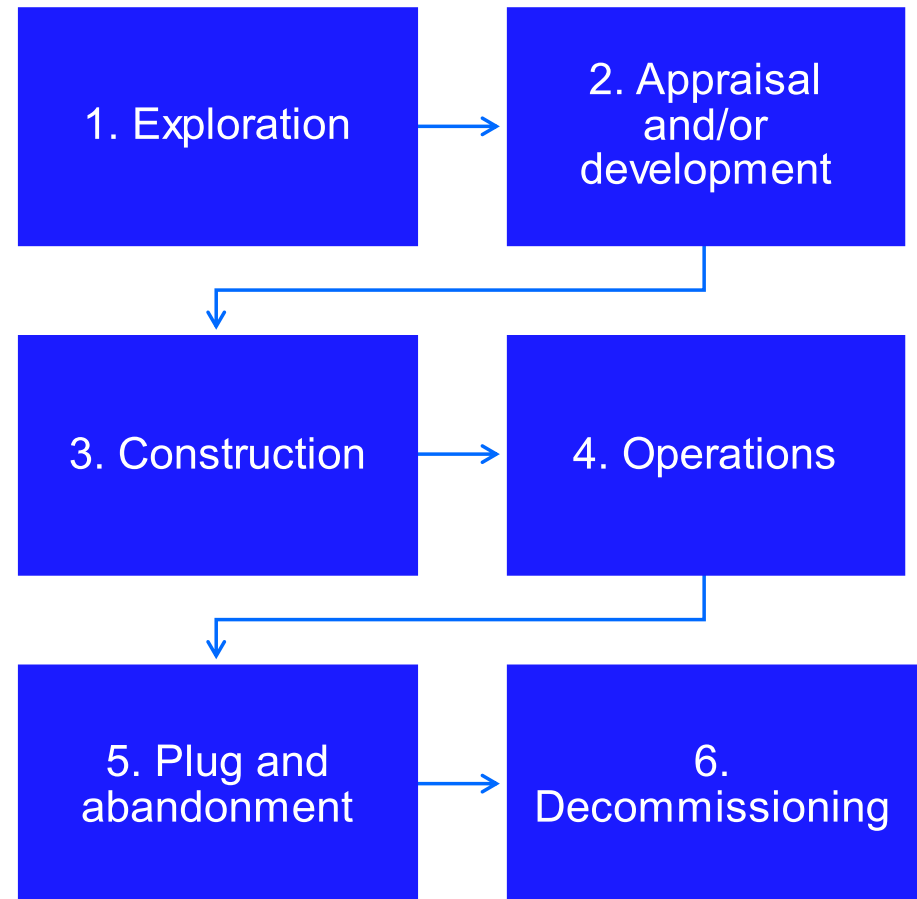 1. Exploration
2. Appraisal
and/or
development
3. Construction
4. Operations
5. Plug and
abandonment
6.
Decommissioning